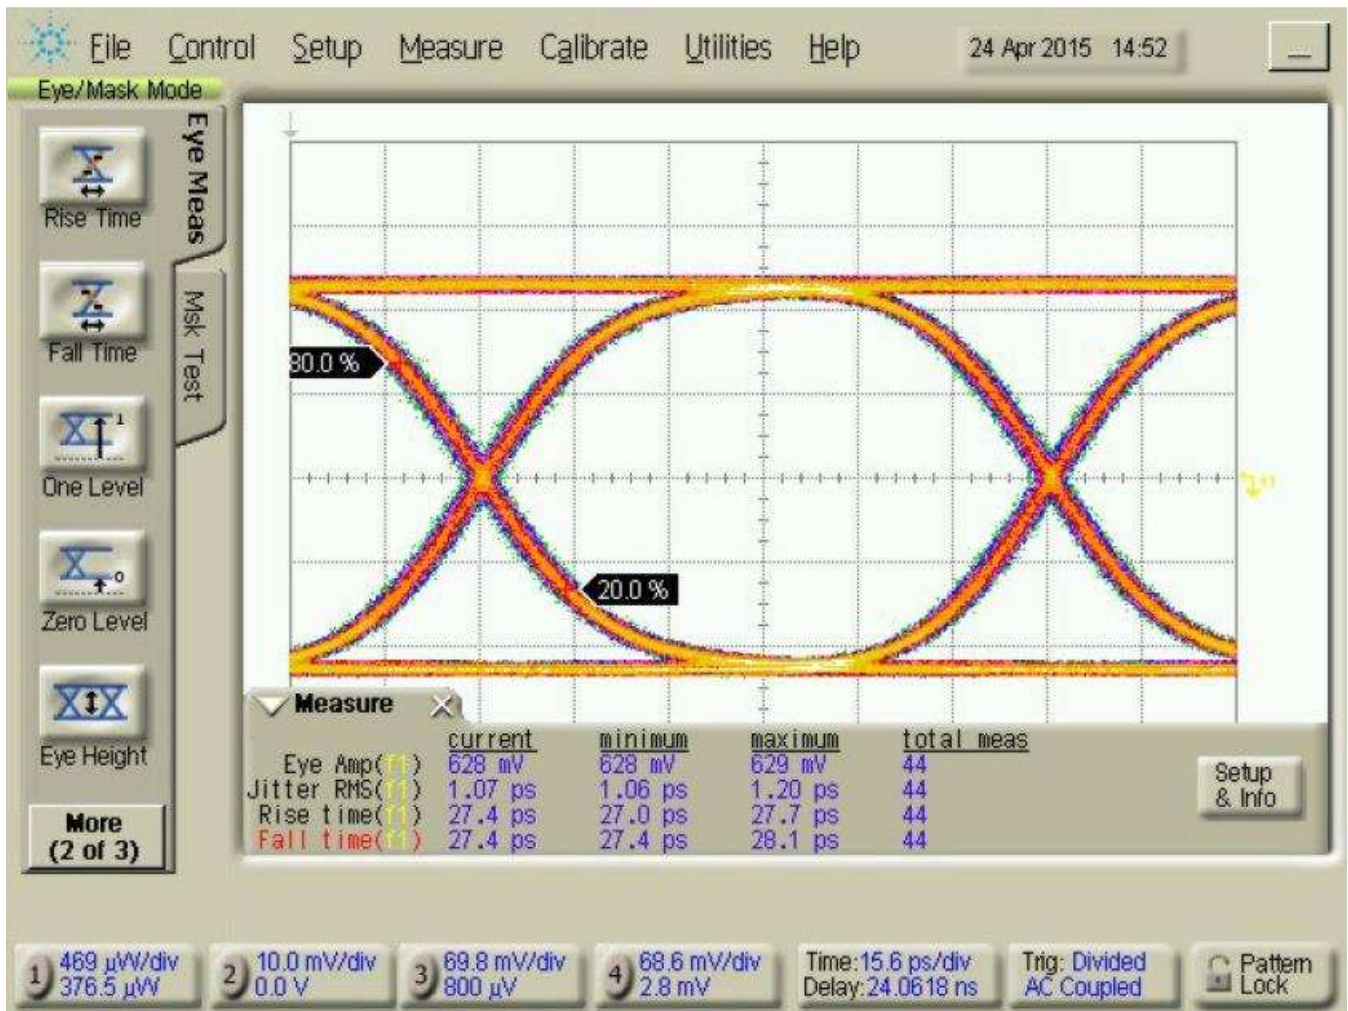 File Control Setup Measure Calibrate Utilities Help 24 Apr 2015 14:52
Eye/Mask Mode
Eye Meas
Msk Test
Rise Time
Fall Time
One Level
Zero Level
Eye Height
More
(2 of 3)
80.0 %
20.0 %
Measure
current minimum maximum total meas
Eye Amp(f1) 628 mV 628 mV 629 mV 44
Jitter RMS(f1) 1.07 ps 1.06 ps 1.20 ps 44
Rise time(f1) 27.4 ps 27.0 ps 27.7 ps 44
Fall time(f1) 27.4 ps 27.4 ps 28.1 ps 44
Setup
& Info
1 469 µW/div
376.5 µW
2 10.0 mV/div
0.0 V
3 69.8 mV/div
800 µV
4 68.6 mV/div
2.8 mV
Time:15.6 ps/div
Delay:24.0618 ns
Trig: Divided
AC Coupled
Pattern
Lock